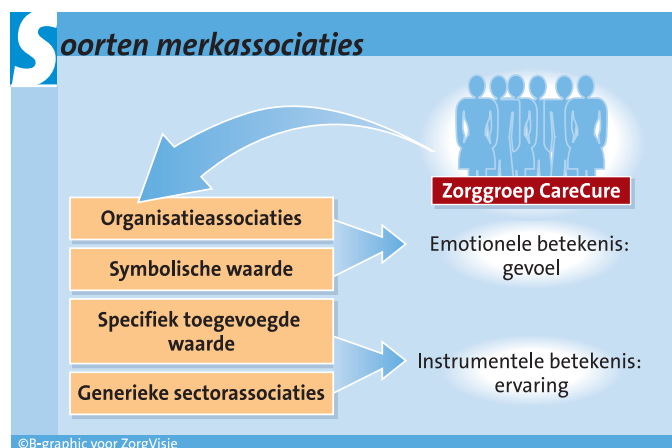 Soorten merkassociaties
Zorggroep CareCure
Organisatieassociaties
Symbolische waarde
Emotionele betekenis:
gevoel
Specifiek toegevoegde
waarde
Generieke sectorassociaties
Instrumentele betekenis:
ervaring
©B-graphic voor ZorgVisie